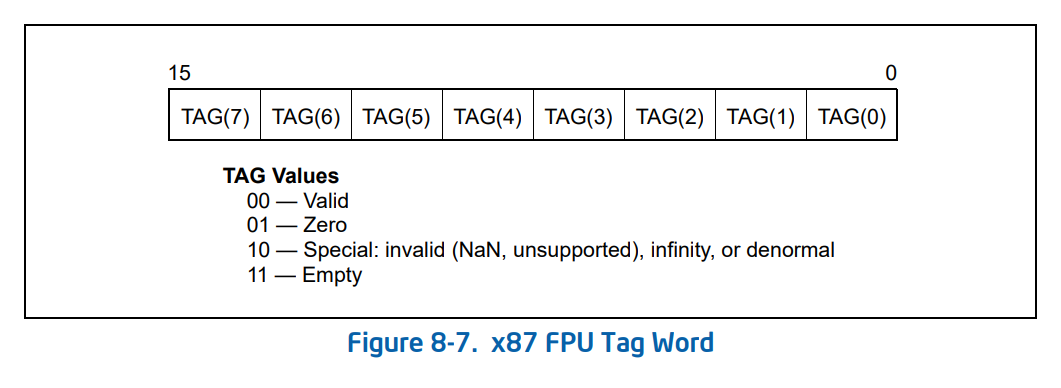 15 0
TAG(7) TAG(6) TAG(5) TAG(4) TAG(3) TAG(2) TAG(1) TAG(0)
TAG Values
00 — Valid
01 — Zero
10 — Special: invalid (NaN, unsupported), infinity, or denormal
11 — Empty
Figure 8-7. x87 FPU Tag Word